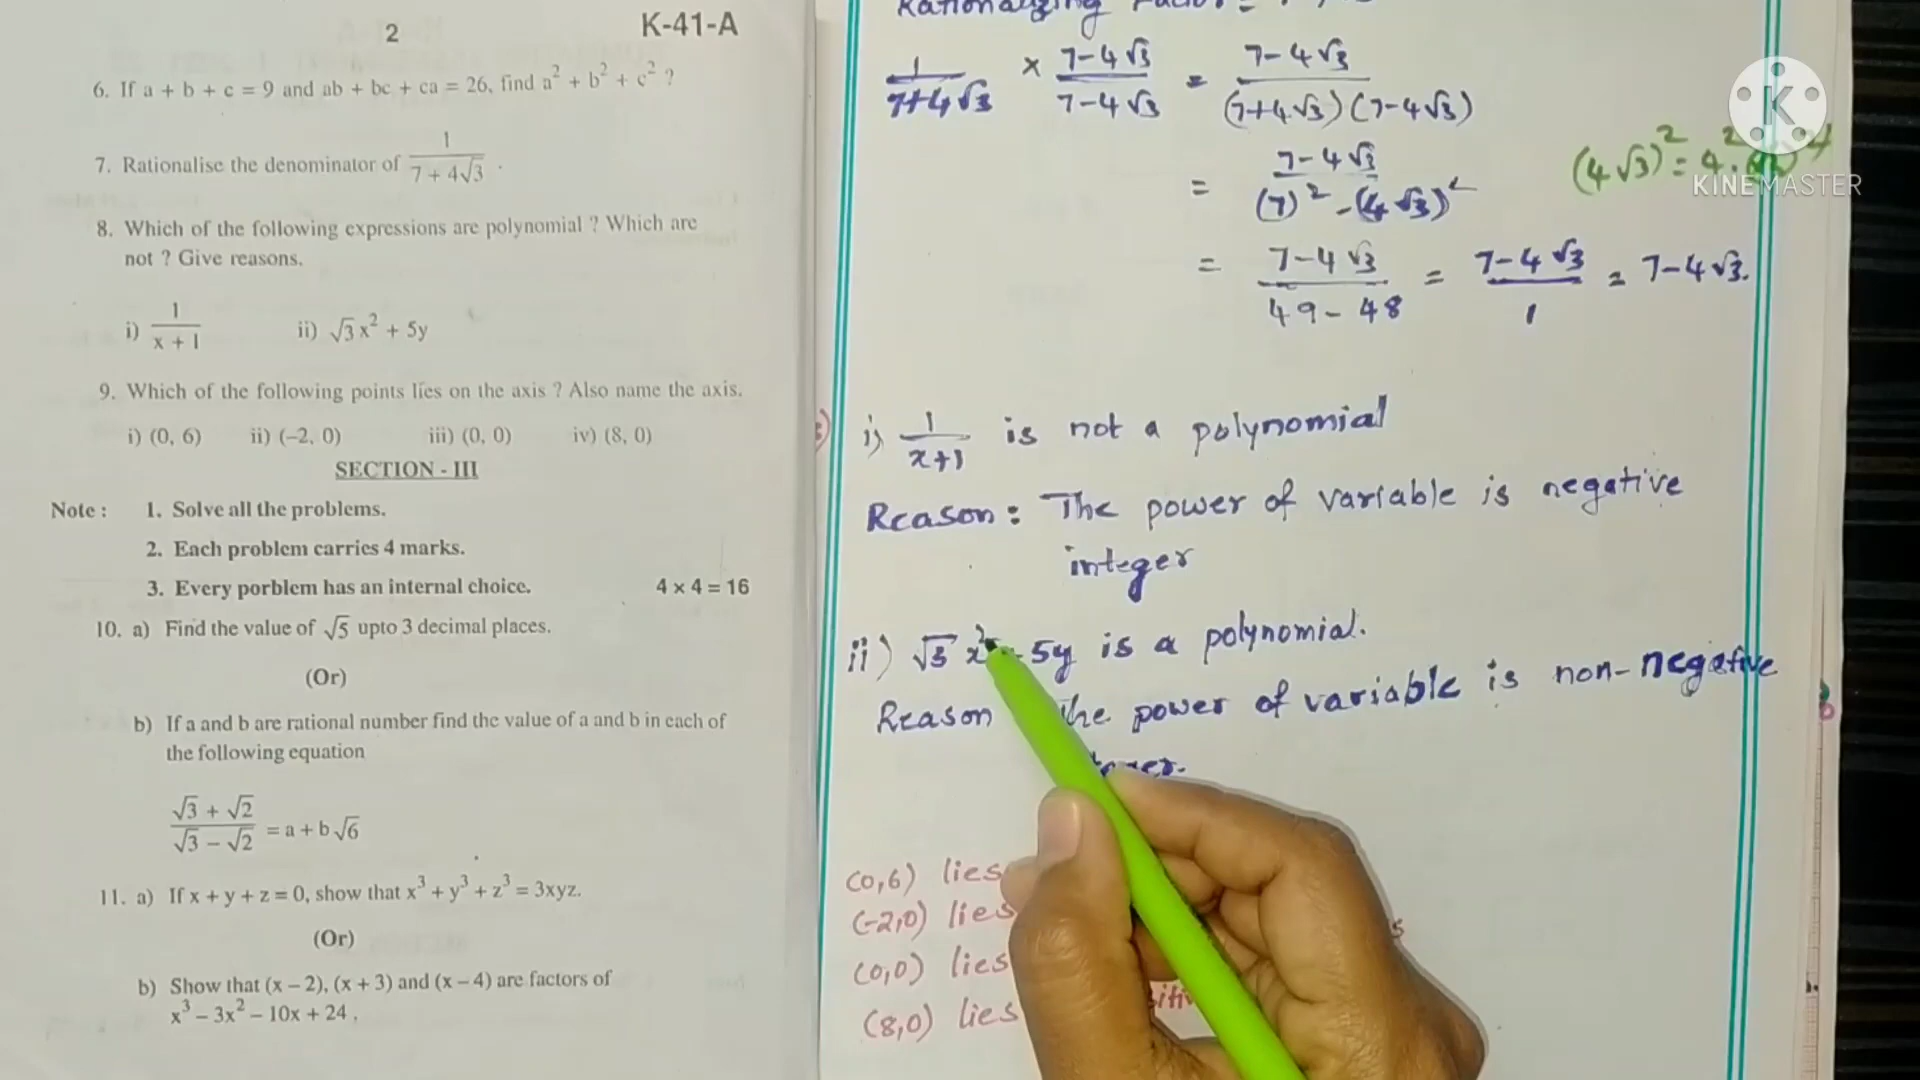 2 K-41-A
6. If a + b + c = 9 and ab + bc + ca = 26, find a² + b² + c² ?
7. Rationalise the denominator of 1/(7 + 4√3) .
8. Which of the following expressions are polynomial ? Which are
not ? Give reasons.
i) 1/(x + 1) ii) √3 x² + 5y
9. Which of the following points lies on the axis ? Also name the axis.
i) (0, 6) ii) (–2, 0) iii) (0, 0) iv) (8, 0)
SECTION - III
Note : 1. Solve all the problems.
2. Each problem carries 4 marks.
3. Every porblem has an internal choice. 4 × 4 = 16
10. a) Find the value of √5 upto 3 decimal places.
(Or)
b) If a and b are rational number find the value of a and b in each of
the following equation
(√3 + √2)/(√3 – √2) = a + b√6
11. a) If x + y + z = 0, show that x³ + y³ + z³ = 3xyz.
(Or)
b) Show that (x – 2), (x + 3) and (x – 4) are factors of
x³ – 3x² – 10x + 24 .
Rationalizing
1/(7+4√3) × (7-4√3)/(7-4√3) = (7-4√3)/((7+4√3)(7-4√3))
= (7-4√3)/((7)² - (4√3)²)
(4√3)² = 4²
= (7-4√3)/(49-48) = (7-4√3)/1 = 7-4√3.
i) 1/(x+1) is not a polynomial
Reason: The power of variable is negative
integer
ii) √3 x² 5y is a polynomial.
Reason The power of variable is non-negative
(0,6) lies
(-2,0) lies
(0,0) lies
(8,0) lies
K
KINEMASTER